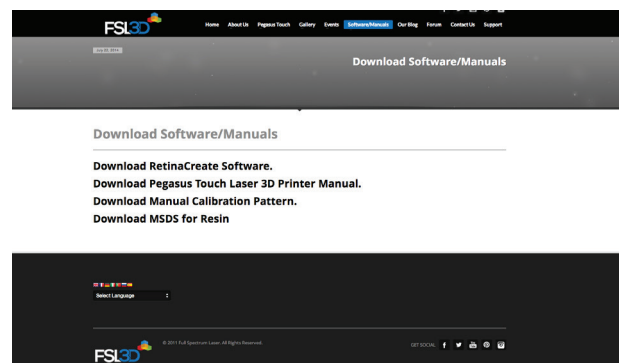 FSL3D
Home About Us Pegasus Touch Gallery Events Software/Manuals Our Blog Forum Contact Us Support
Download Software/Manuals
Download Software/Manuals
Download RetinaCreate Software.
Download Pegasus Touch Laser 3D Printer Manual.
Download Manual Calibration Pattern.
Download MSDS for Resin
Select Language
© 2011 Full Spectrum Laser. All Rights Reserved.
GET SOCIAL
FSL3D